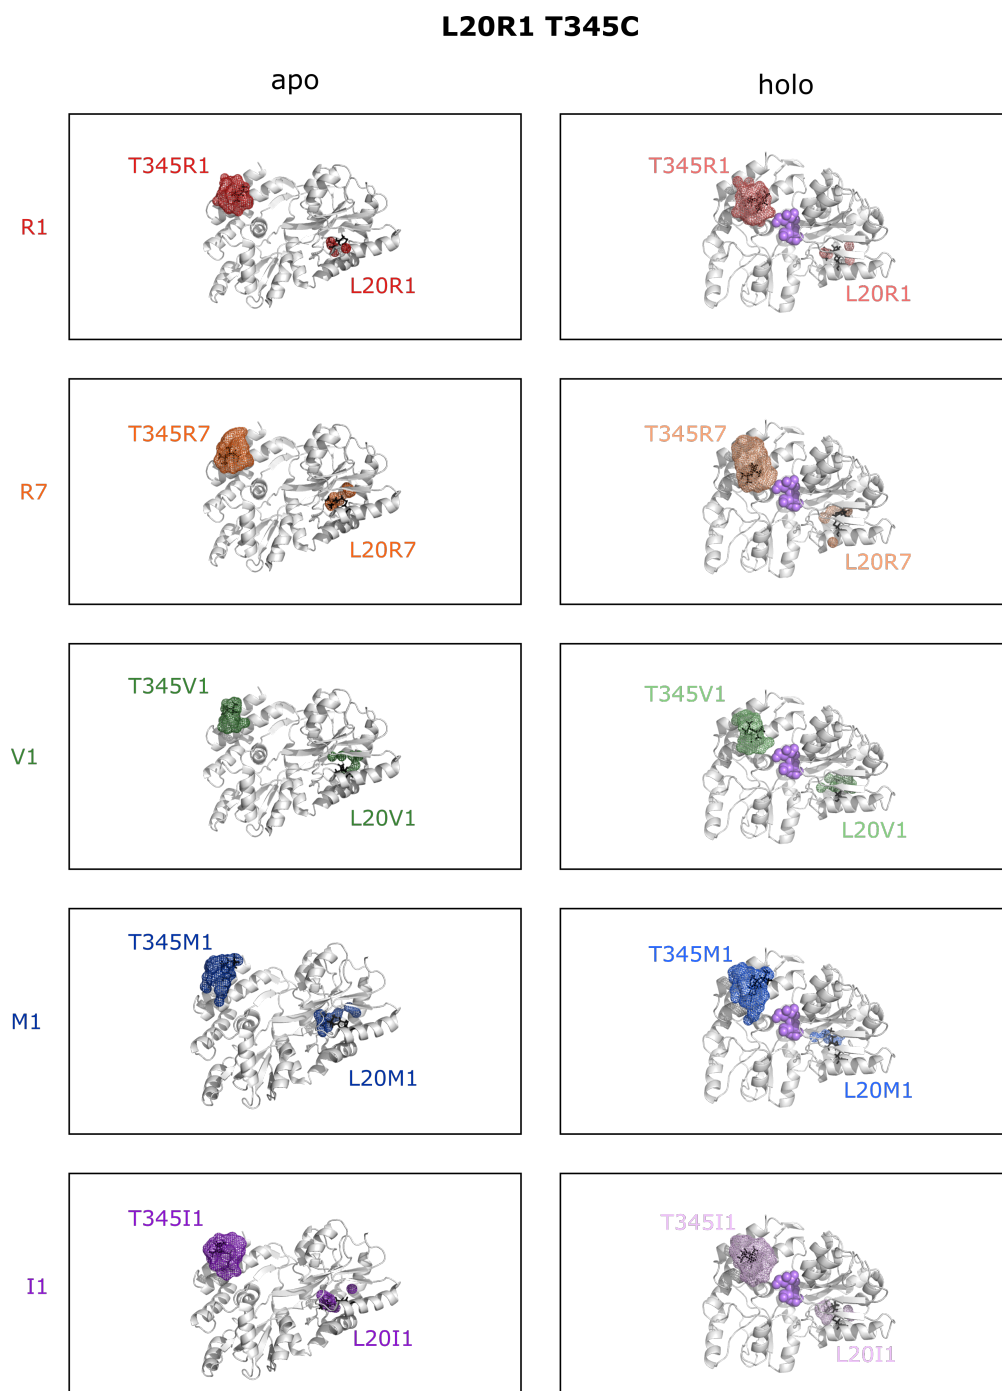 L20R1 T345C
apo
holo
R1
T345R1
L20R1
T345R1
L20R1
R7
T345R7
L20R7
T345R7
L20R7
V1
T345V1
L20V1
T345V1
L20V1
M1
T345M1
L20M1
T345M1
L20M1
I1
T345I1
L20I1
T345I1
L20I1